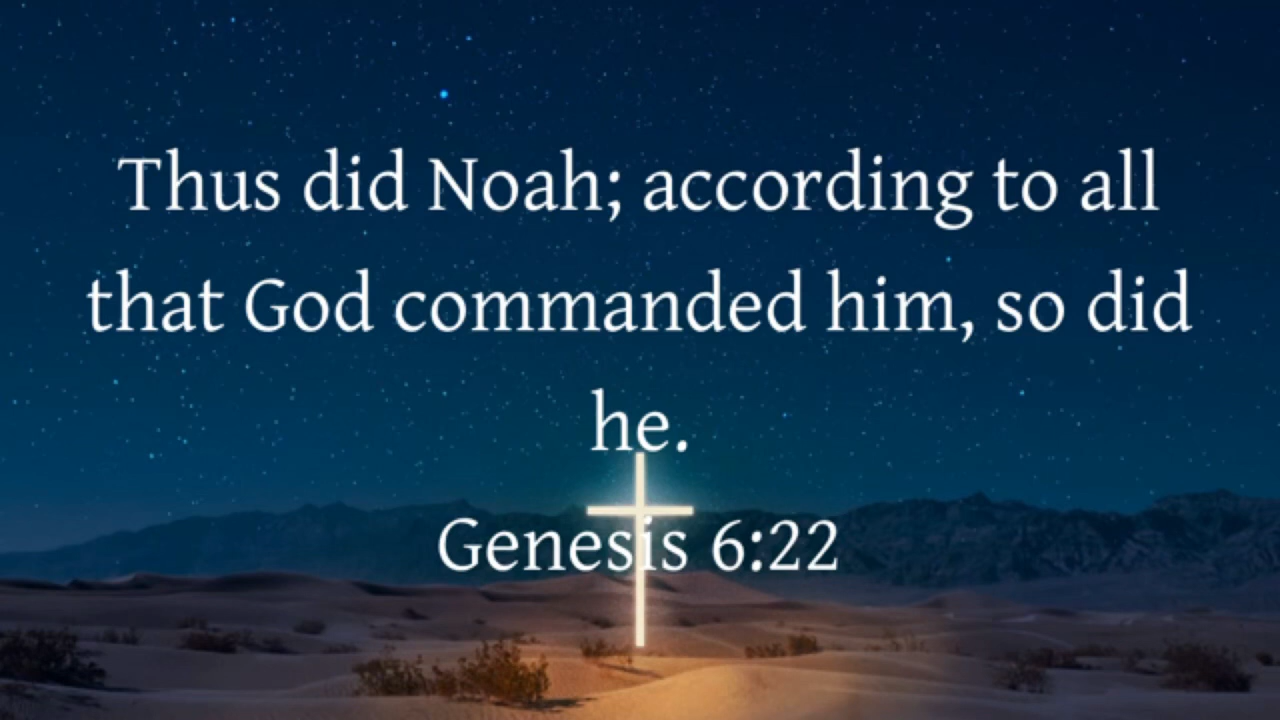 Thus did Noah; according to all
that God commanded him, so did
he.
Genesis 6:22